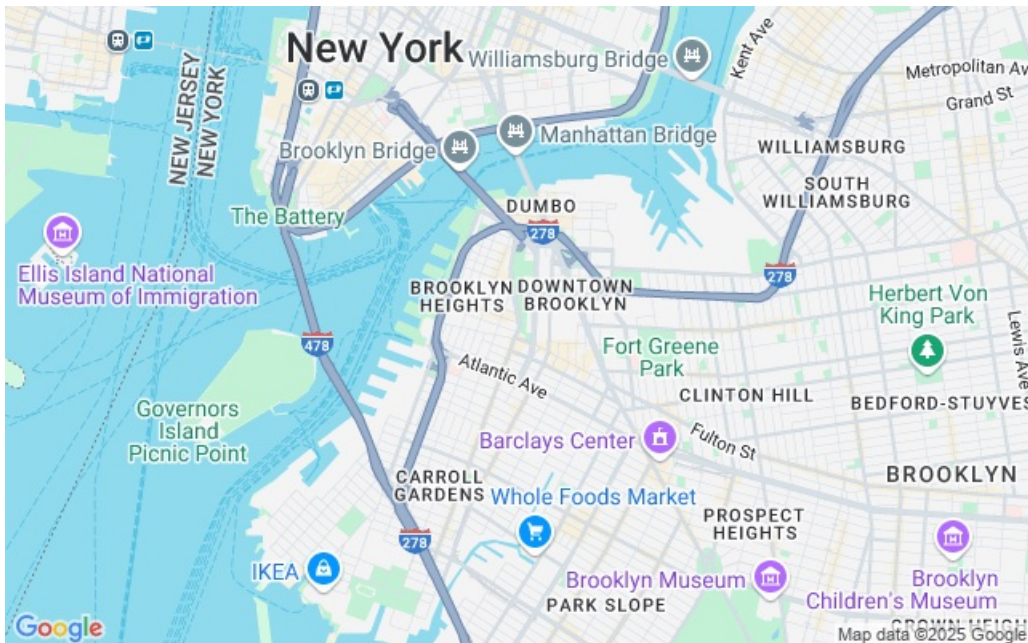 New York
Williamsburg Bridge
Kent Ave
Metropolitan Av
Grand St
NEW JERSEY
NEW YORK
Brooklyn Bridge
Manhattan Bridge
WILLIAMSBURG
SOUTH
WILLIAMSBURG
DUMBO
The Battery
278
Ellis Island National
Museum of Immigration
BROOKLYN
HEIGHTS
DOWNTOWN
BROOKLYN
278
Herbert Von
King Park
Lewis Ave
478
Fort Greene
Park
Atlantic Ave
CLINTON HILL
BEDFORD-STUYVES
Governors
Island
Picnic Point
Barclays Center
Fulton St
BROOKLYN
CARROLL
GARDENS
Whole Foods Market
PROSPECT
HEIGHTS
278
IKEA
Brooklyn Museum
Brooklyn
Children's Museum
PARK SLOPE
CROWN HEIGH
Google
Map data ©2025 Google